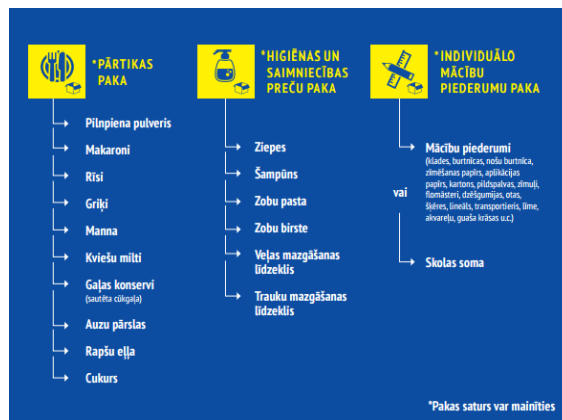 *PĀRTIKAS
PAKA
Pilnpiena pulveris
Makaroni
Rīsi
Griķi
Manna
Kviešu milti
Gaļas konservi
(sautēta cūkgaļa)
Auzu pārslas
Rapšu eļļa
Cukurs
*HIGIĒNAS UN
SAIMNIECĪBAS
PREČU PAKA
Ziepes
Šampūns
Zobu pasta
Zobu birste
Veļas mazgāšanas
līdzeklis
Trauku mazgāšanas
līdzeklis
*INDIVIDUĀLO
MĀCĪBU
PIEDERUMU PAKA
Mācību piederumi
(klades, burtnīcas, nošu burtnīca,
zīmēšanas papīrs, aplikācijas
papīrs, kartons, pildspalvas, zīmuļi,
flomāsteri, dzēšgumijas, otas,
šķēres, lineāls, transportieris, līme,
akvareļu, guaša krāsas u.c.)
vai
Skolas soma
*Pakas saturs var mainīties